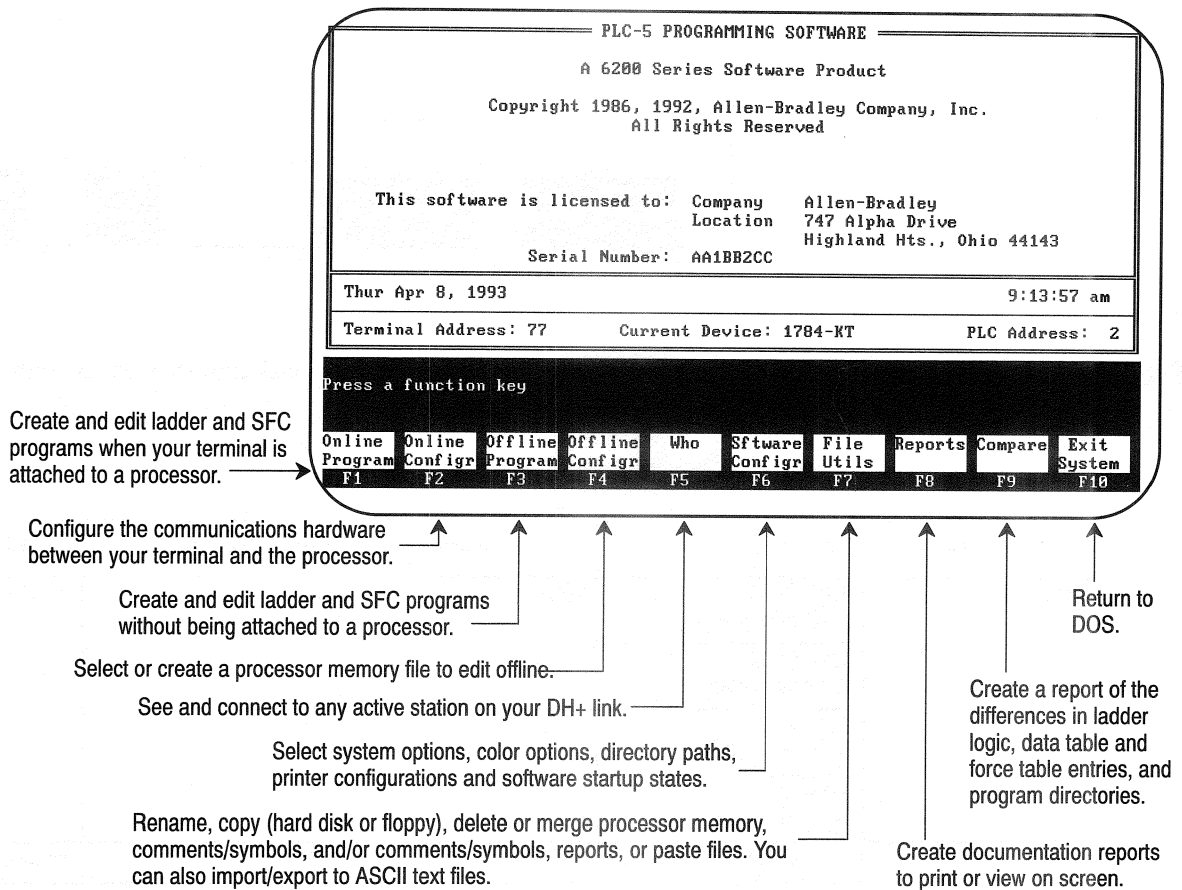 PLC-5 PROGRAMMING SOFTWARE
A 6200 Series Software Product
Copyright 1986, 1992, Allen-Bradley Company, Inc.
All Rights Reserved
This software is licensed to: Company Allen-Bradley
Location 747 Alpha Drive
Highland Hts., Ohio 44143
Serial Number: AA1BB2CC
Thur Apr 8, 1993 9:13:57 am
Terminal Address: 77 Current Device: 1784-KT PLC Address: 2
Press a function key
Online Online Offline Offline Who Sftware File Reports Compare Exit
Program Configr Program Configr Configr Utils System
F1 F2 F3 F4 F5 F6 F7 F8 F9 F10
Create and edit ladder and SFC
programs when your terminal is
attached to a processor.
Configure the communications hardware
between your terminal and the processor.
Create and edit ladder and SFC programs
without being attached to a processor.
Select or create a processor memory file to edit offline.
See and connect to any active station on your DH+ link.
Select system options, color options, directory paths,
printer configurations and software startup states.
Rename, copy (hard disk or floppy), delete or merge processor memory,
comments/symbols, and/or comments/symbols, reports, or paste files. You
can also import/export to ASCII text files.
Create documentation reports
to print or view on screen.
Create a report of the
differences in ladder
logic, data table and
force table entries, and
program directories.
Return to
DOS.